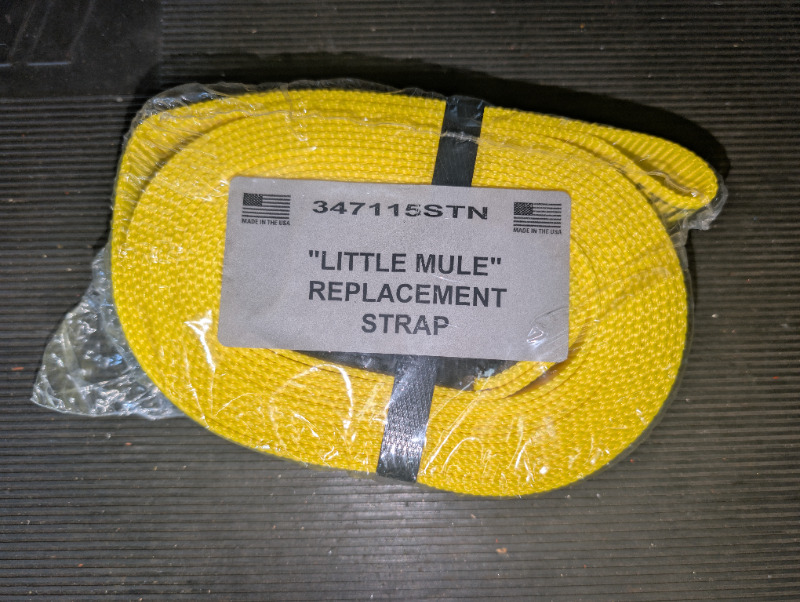 347115STN
MADE IN THE USA
MADE IN THE USA
"LITTLE MULE"
REPLACEMENT
STRAP